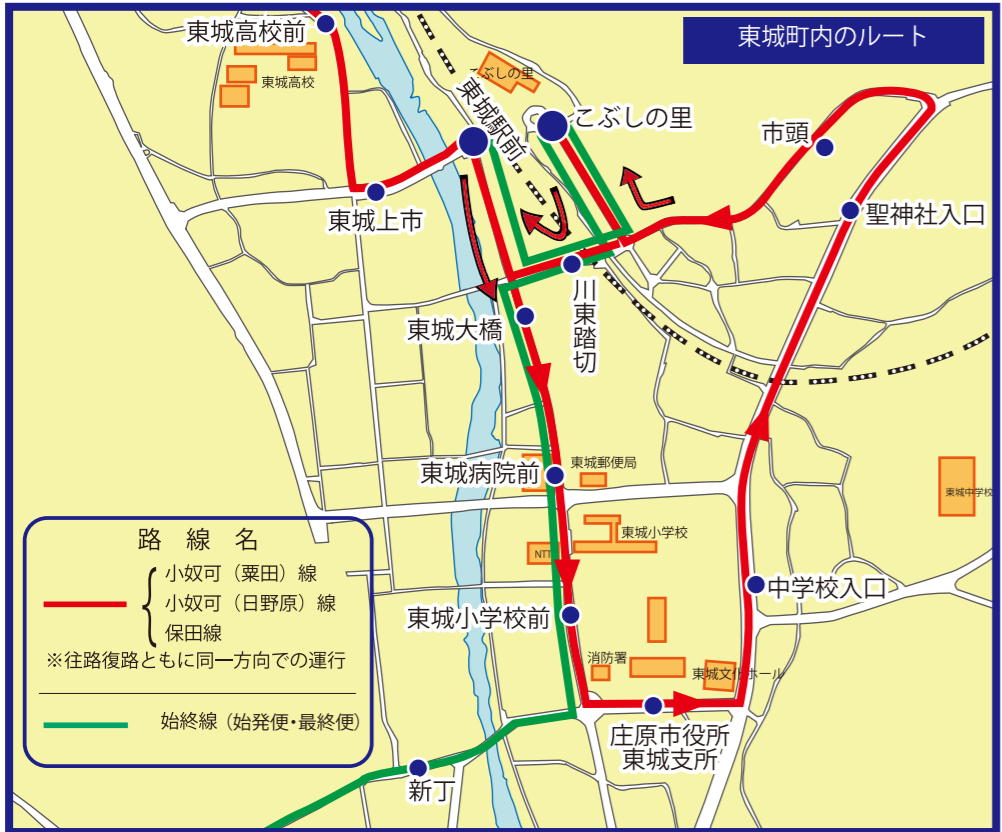 東城町内のルート
東城高校前
東城高校
こぶしの里
東城駅前
こぶしの里
市頭
東城上市
聖神社入口
川東踏切
東城大橋
東城病院前
東城郵便局
東城中学校
東城小学校
NTT
中学校入口
東城小学校前
消防署
東城文化ホール
庄原市役所
東城支所
新丁
路線名
小奴可（粟田）線
小奴可（日野原）線
保田線
※往路復路ともに同一方向での運行
始終線（始発便・最終便）